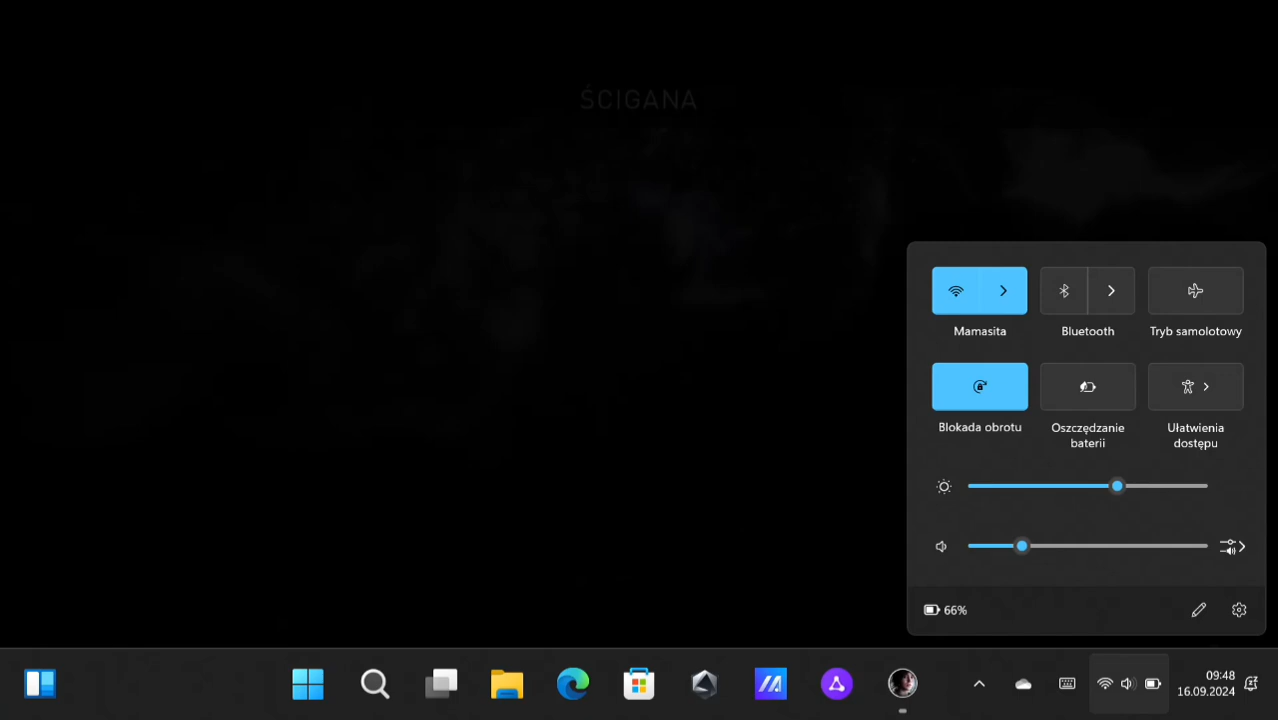 ŚCIGANA
Mamasita
Bluetooth
Tryb samolotowy
Blokada obrotu
Oszczędzanie
baterii
Ułatwienia
dostępu
66%
09:48
16.09.2024